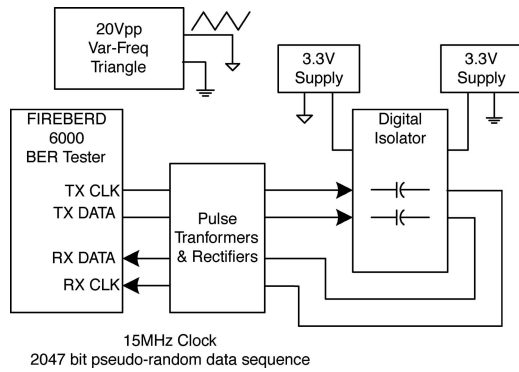 20Vpp
Var-Freq
Triangle
3.3V
Supply
3.3V
Supply
FIREBERD
6000
BER Tester
Digital
Isolator
TX CLK
TX DATA
RX DATA
RX CLK
Pulse
Tranformers
& Rectifiers
15MHz Clock
2047 bit pseudo-random data sequence